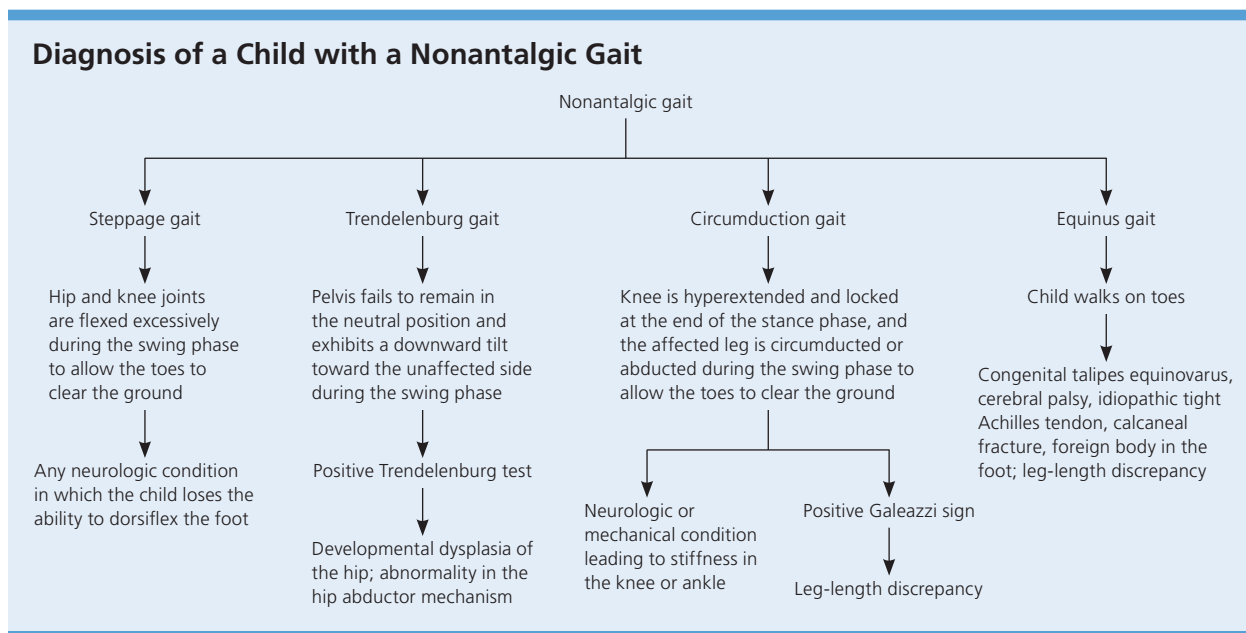 Diagnosis of a Child with a Nonantalgic Gait
Nonantalgic gait
Steppage gait
Hip and knee joints
are flexed excessively
during the swing phase
to allow the toes to
clear the ground
Any neurologic condition
in which the child loses the
ability to dorsiflex the foot
Trendelenburg gait
Pelvis fails to remain in
the neutral position and
exhibits a downward tilt
toward the unaffected side
during the swing phase
Positive Trendelenburg test
Developmental dysplasia of
the hip; abnormality in the
hip abductor mechanism
Circumduction gait
Knee is hyperextended and locked
at the end of the stance phase, and
the affected leg is circumducted or
abducted during the swing phase to
allow the toes to clear the ground
Neurologic or
mechanical condition
leading to stiffness in
the knee or ankle
Positive Galeazzi sign
Leg-length discrepancy
Equinus gait
Child walks on toes
Congenital talipes equinovarus,
cerebral palsy, idiopathic tight
Achilles tendon, calcaneal
fracture, foreign body in the
foot; leg-length discrepancy